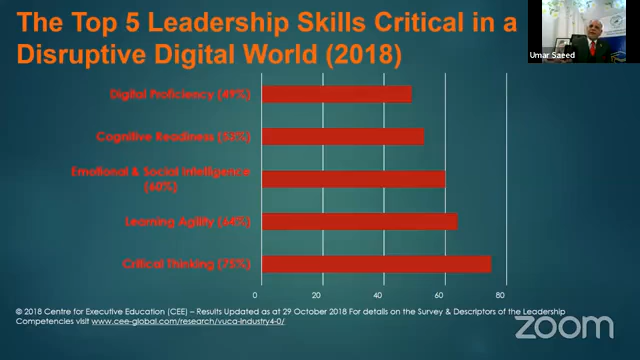 The Top 5 Leadership Skills Critical in a
Disruptive Digital World (2018)
Umar Saeed
Digital Proficiency (49%)
Cognitive Readiness (53%)
Emotional & Social Intelligence
(60%)
Learning Agility (64%)
Critical Thinking (75%)
0 20 40 60 80
© 2018 Centre for Executive Education (CEE) – Results Updated as at 29 October 2018 For details on the Survey & Descriptors of the Leadership
Competencies visit www.cee-global.com/research/vuca-industry4-0/
zoom